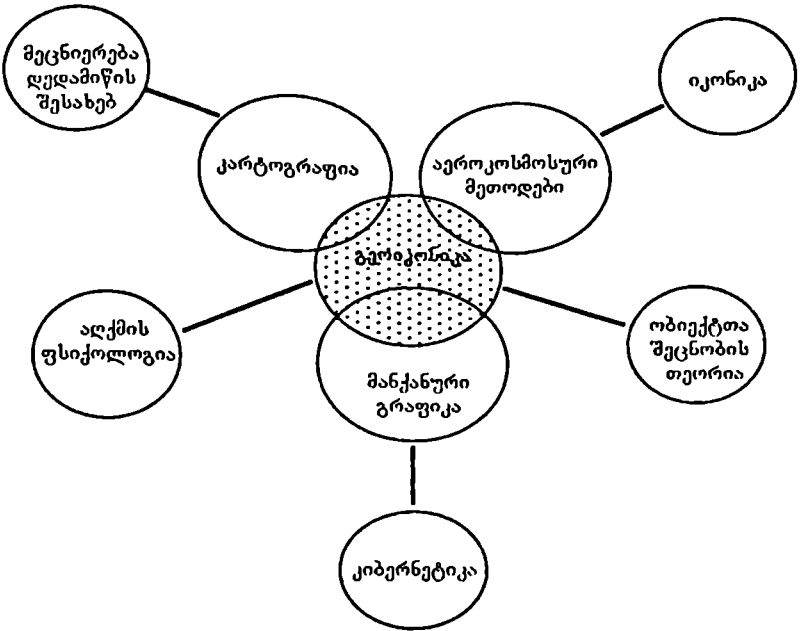 მეცნიერება
დედამიწის
შესახებ
იკონიკა
კარტოგრაფია
აეროკოსმოსური
მეთოდები
გეოიკონიკა
აღქმის
ფსიქოლოგია
ობიექტთა
შეცნობის
თეორია
მანქანური
გრაფიკა
კიბერნეტიკა